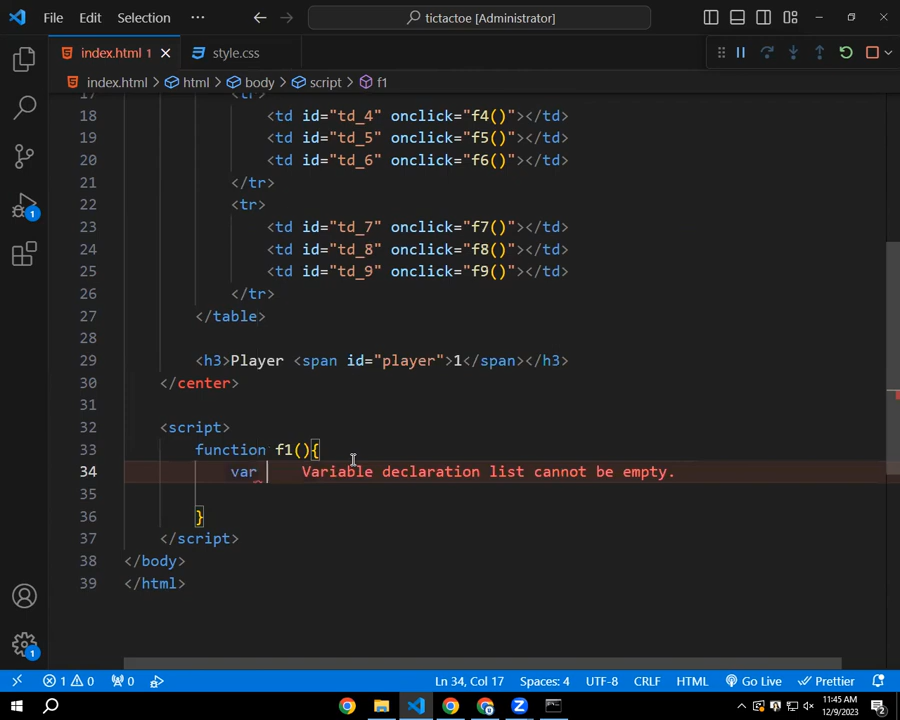 File Edit Selection ··· tictactoe [Administrator]
index.html 1 style.css
index.html > html > body > script > f1
17 <tr>
18 <td id="td_4" onclick="f4()"></td>
19 <td id="td_5" onclick="f5()"></td>
20 <td id="td_6" onclick="f6()"></td>
21 </tr>
22 <tr>
23 <td id="td_7" onclick="f7()"></td>
24 <td id="td_8" onclick="f8()"></td>
25 <td id="td_9" onclick="f9()"></td>
26 </tr>
27 </table>
28
29 <h3>Player <span id="player">1</span></h3>
30 </center>
31
32 <script>
33 function f1(){
34 var Variable declaration list cannot be empty.
35
36 }
37 </script>
38 </body>
39 </html>
1
1
1 0 0 Ln 34, Col 17 Spaces: 4 UTF-8 CRLF HTML Go Live Prettier
11:45 AM
12/9/2023
2